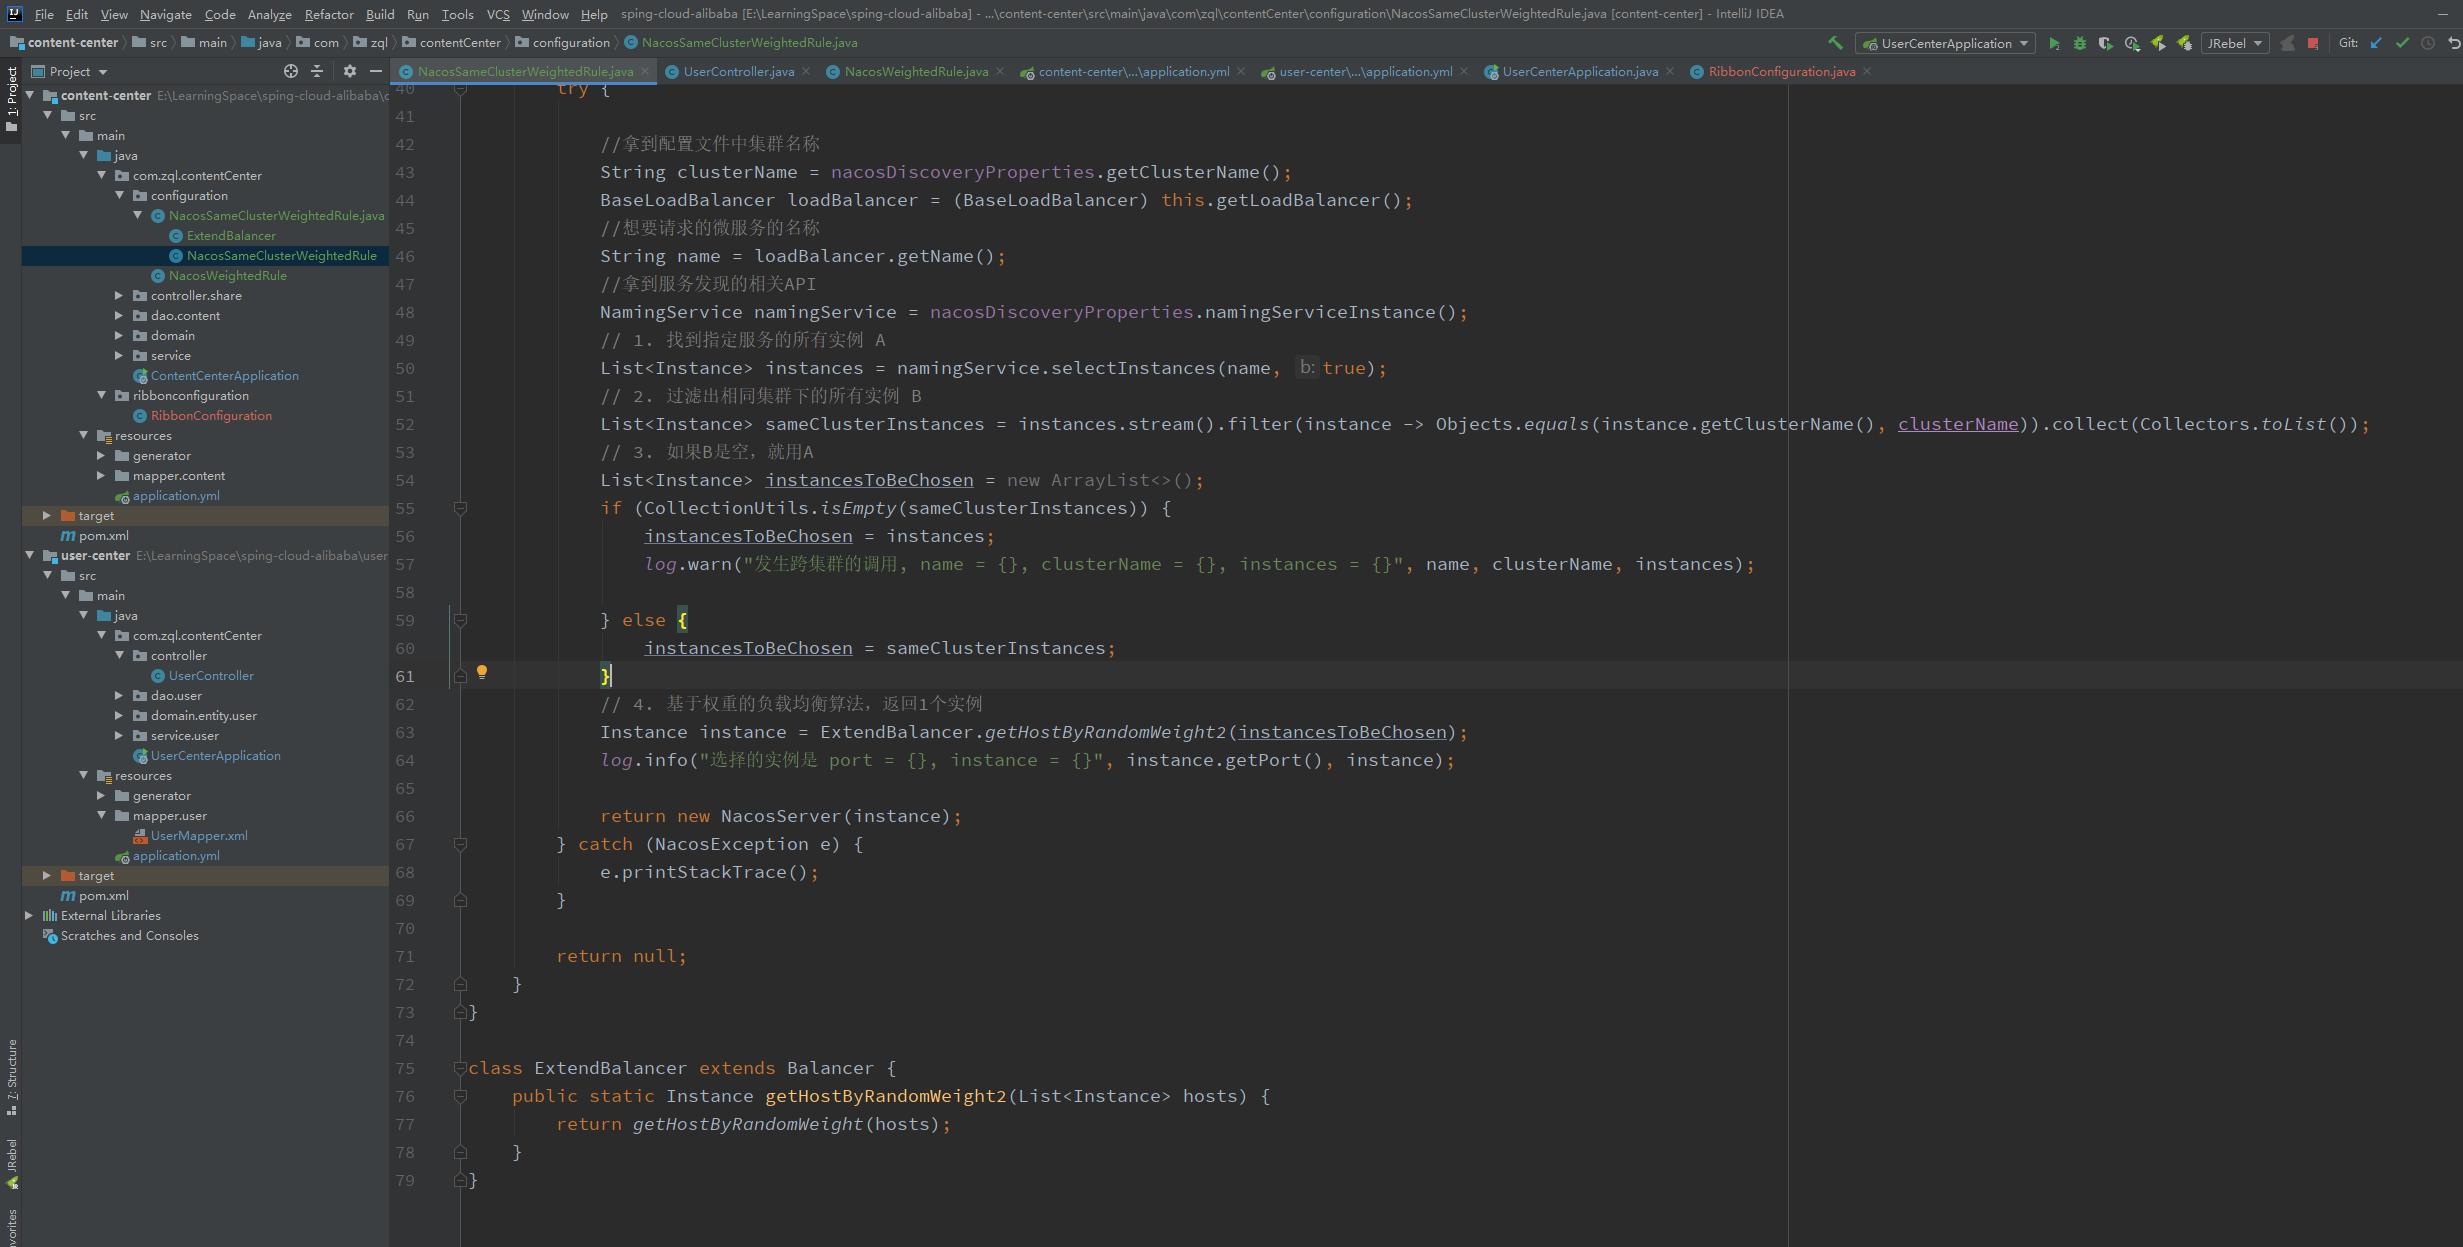 File Edit View Navigate Code Analyze Refactor Build Run Tools VCS Window Help sping-cloud-alibaba [E:\LearningSpace\sping-cloud-alibaba] - ...\content-center\src\main\java\com\zql\contentCenter\configuration\NacosSameClusterWeightedRule.java [content-center] - IntelliJ IDEA
content-center src main java com zql contentCenter configuration NacosSameClusterWeightedRule.java UserCenterApplication JRebel Git:
Project
NacosSameClusterWeightedRule.java UserController.java NacosWeightedRule.java content-center\...\application.yml user-center\...\application.yml UserCenterApplication.java RibbonConfiguration.java
1: Project
7: Structure
JRebel
content-center E:\LearningSpace\sping-cloud-alibaba\c
src
main
java
com.zql.contentCenter
configuration
NacosSameClusterWeightedRule.java
ExtendBalancer
NacosSameClusterWeightedRule
NacosWeightedRule
controller.share
dao.content
domain
service
ContentCenterApplication
ribbonconfiguration
RibbonConfiguration
resources
generator
mapper.content
application.yml
target
pom.xml
user-center E:\LearningSpace\sping-cloud-alibaba\user
src
main
java
com.zql.contentCenter
controller
UserController
dao.user
domain.entity.user
service.user
UserCenterApplication
resources
generator
mapper.user
UserMapper.xml
application.yml
target
pom.xml
External Libraries
Scratches and Consoles
40 try {
41
42 //拿到配置文件中集群名称
43 String clusterName = nacosDiscoveryProperties.getClusterName();
44 BaseLoadBalancer loadBalancer = (BaseLoadBalancer) this.getLoadBalancer();
45 //想要请求的微服务的名称
46 String name = loadBalancer.getName();
47 //拿到服务发现的相关API
48 NamingService namingService = nacosDiscoveryProperties.namingServiceInstance();
49 // 1. 找到指定服务的所有实例 A
50 List<Instance> instances = namingService.selectInstances(name, b: true);
51 // 2. 过滤出相同集群下的所有实例 B
52 List<Instance> sameClusterInstances = instances.stream().filter(instance -> Objects.equals(instance.getClusterName(), clusterName)).collect(Collectors.toList());
53 // 3. 如果B是空，就用A
54 List<Instance> instancesToBeChosen = new ArrayList<>();
55 if (CollectionUtils.isEmpty(sameClusterInstances)) {
56 instancesToBeChosen = instances;
57 log.warn("发生跨集群的调用, name = {}, clusterName = {}, instances = {}", name, clusterName, instances);
58
59 } else {
60 instancesToBeChosen = sameClusterInstances;
61 }
62 // 4. 基于权重的负载均衡算法，返回1个实例
63 Instance instance = ExtendBalancer.getHostByRandomWeight2(instancesToBeChosen);
64 log.info("选择的实例是 port = {}, instance = {}", instance.getPort(), instance);
65
66 return new NacosServer(instance);
67 } catch (NacosException e) {
68 e.printStackTrace();
69 }
70
71 return null;
72 }
73 }
74
75 class ExtendBalancer extends Balancer {
76 public static Instance getHostByRandomWeight2(List<Instance> hosts) {
77 return getHostByRandomWeight(hosts);
78 }
79 }